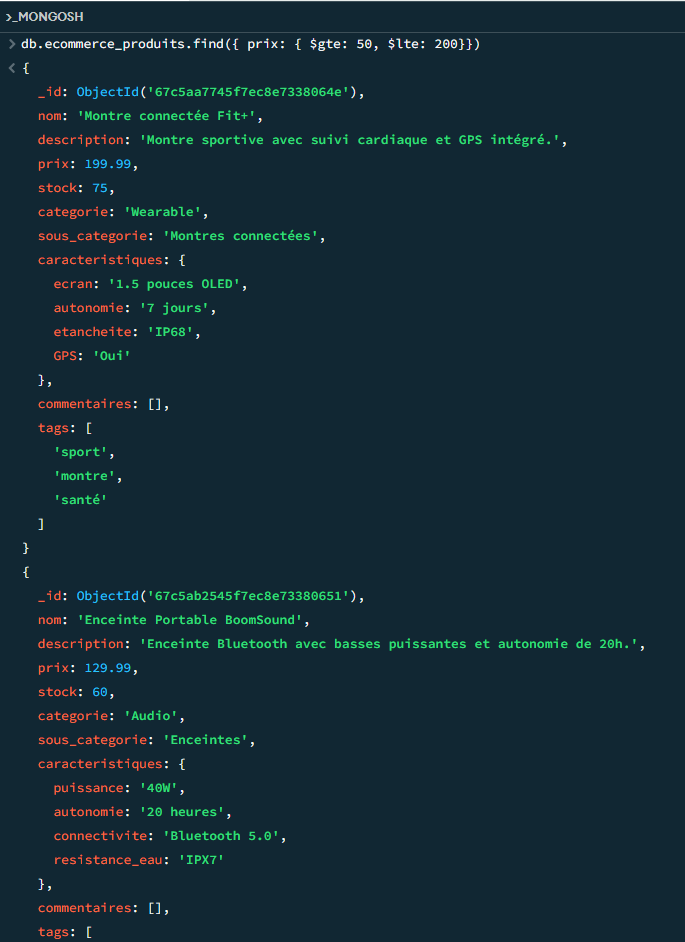 >_MONGOSH
> db.ecommerce_produits.find({ prix: { $gte: 50, $lte: 200}})
< {
_id: ObjectId('67c5aa7745f7ec8e7338064e'),
nom: 'Montre connectée Fit+',
description: 'Montre sportive avec suivi cardiaque et GPS intégré.',
prix: 199.99,
stock: 75,
categorie: 'Wearable',
sous_categorie: 'Montres connectées',
caracteristiques: {
ecran: '1.5 pouces OLED',
autonomie: '7 jours',
etancheite: 'IP68',
GPS: 'Oui'
},
commentaires: [],
tags: [
'sport',
'montre',
'santé'
]
}
{
_id: ObjectId('67c5ab2545f7ec8e73380651'),
nom: 'Enceinte Portable BoomSound',
description: 'Enceinte Bluetooth avec basses puissantes et autonomie de 20h.',
prix: 129.99,
stock: 60,
categorie: 'Audio',
sous_categorie: 'Enceintes',
caracteristiques: {
puissance: '40W',
autonomie: '20 heures',
connectivite: 'Bluetooth 5.0',
resistance_eau: 'IPX7'
},
commentaires: [],
tags: [